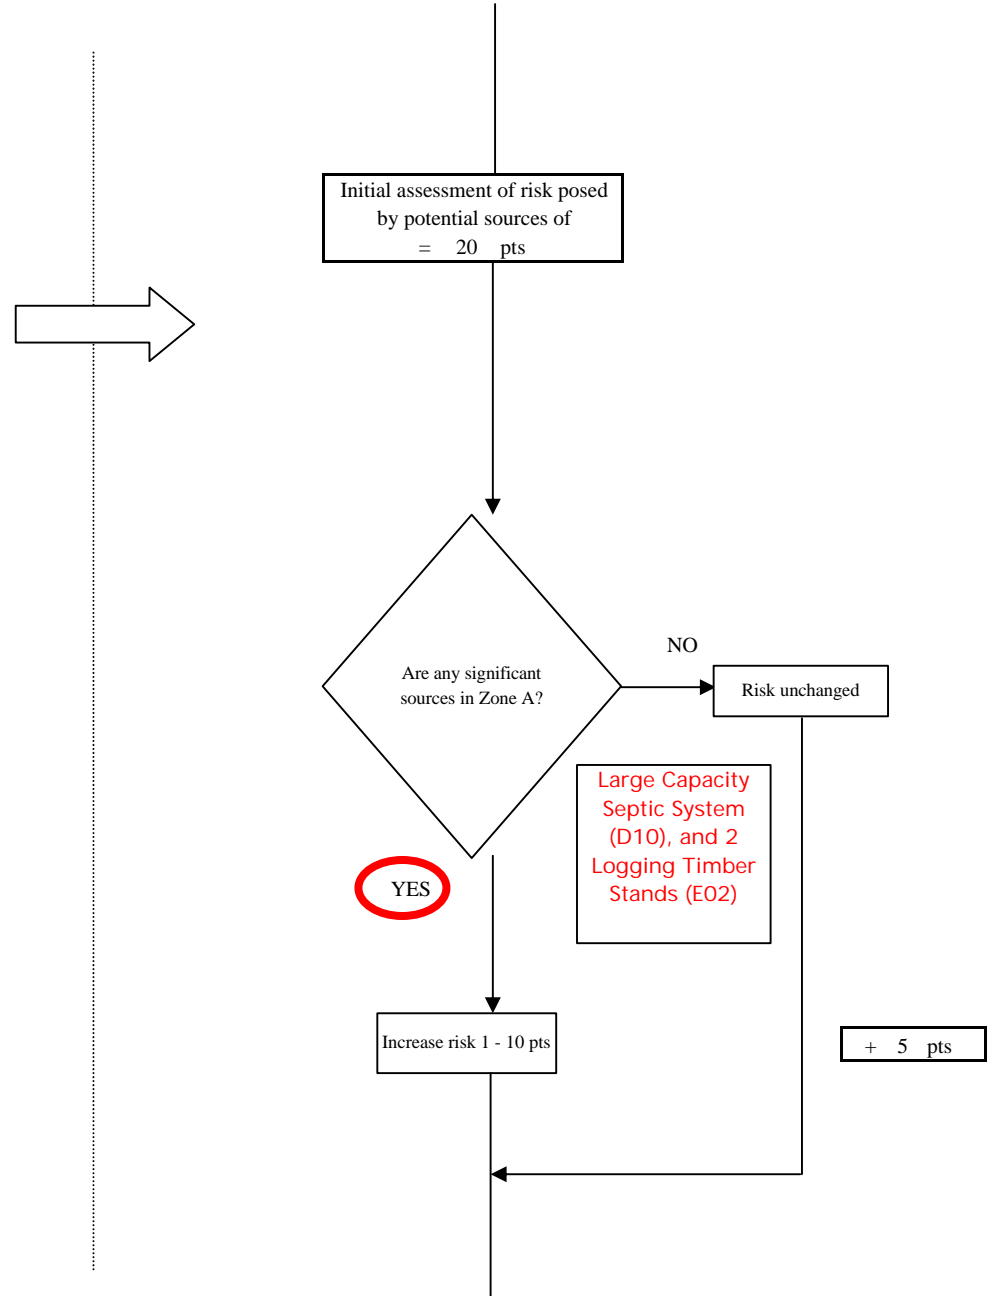 Initial assessment of risk posed
by potential sources of
= 20 pts
Are any significant
sources in Zone A?
NO
Risk unchanged
Large Capacity
Septic System
(D10), and 2
Logging Timber
Stands (E02)
YES
Increase risk 1 - 10 pts
+ 5 pts